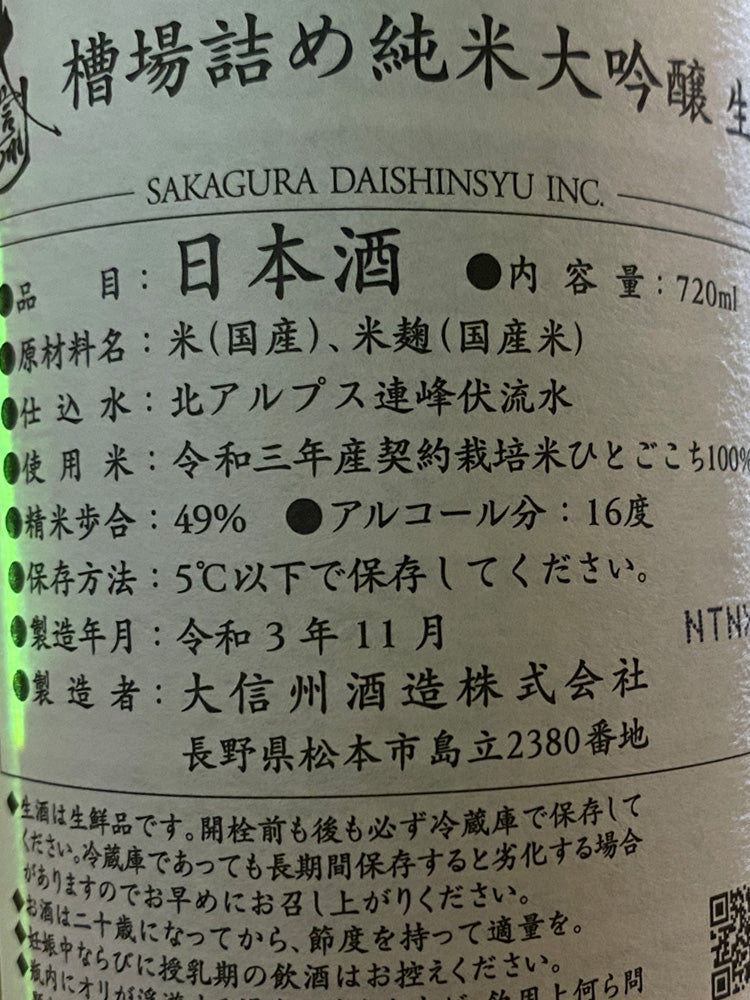 槽場詰め純米大吟醸 生
SAKAGURA DAISHINSYU INC.
●品 目：日本酒 ●内容量：720ml
●原材料名：米(国産)、米麹(国産米)
●仕込水：北アルプス連峰伏流水
●使用米：令和三年産契約栽培米ひとごこち100%
●精米歩合：49% ●アルコール分：16度
●保存方法：5℃以下で保存してください。
●製造年月：令和3年11月
NTN
●製造者：大信州酒造株式会社
長野県松本市島立2380番地
◆生酒は生鮮品です。開栓前も後も必ず冷蔵庫で保存して
ください。冷蔵庫であっても長期間保存すると劣化する場合
がありますのでお早めにお召し上がりください。
◆お酒は二十歳になってから、節度を持って適量を。
◆妊娠中ならびに授乳期の飲酒はお控えください。
◆瓶内にオリが